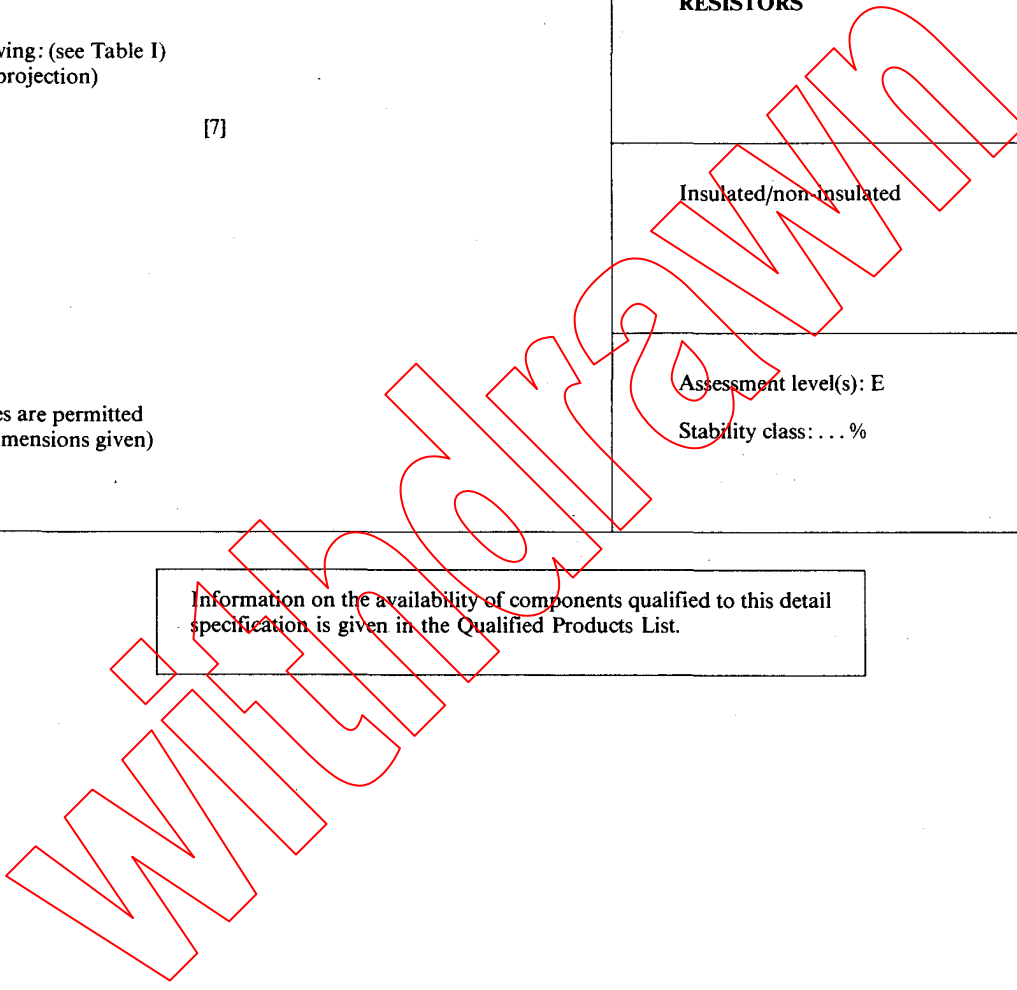 RESISTORS
ving: (see Table I)
projection)
[7]
Insulated/non-insulated
es are permitted
mensions given)
Assessment level(s): E
Stability class: ... %
Information on the availability of components qualified to this detail
specification is given in the Qualified Products List.
withdrawn